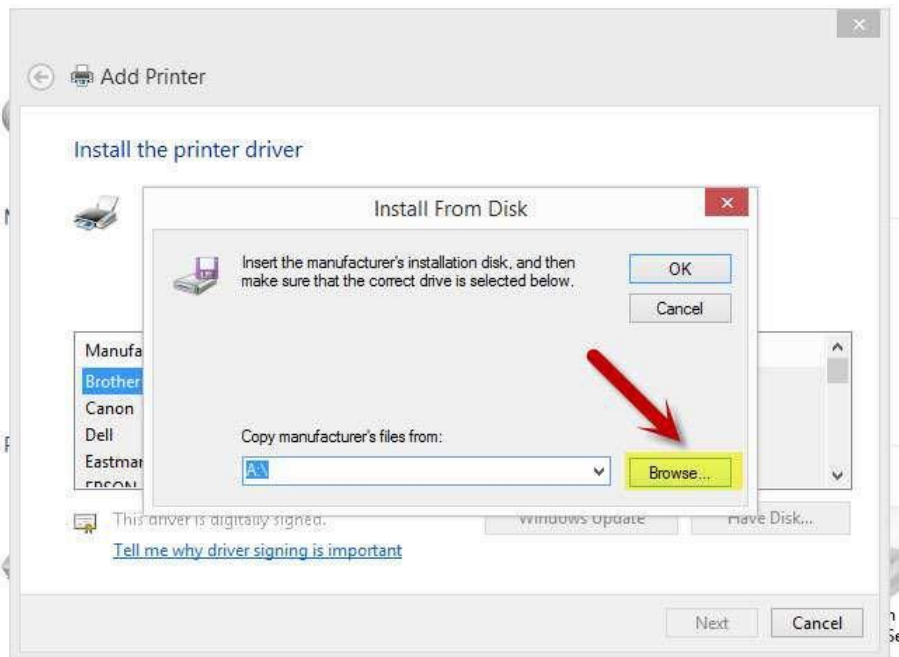 Add Printer
Install the printer driver
Install From Disk
Insert the manufacturer's installation disk, and then
make sure that the correct drive is selected below.
OK
Cancel
Manufa
Brother
Canon
Dell
Eastman
EPSON
Copy manufacturer's files from:
A:\
Browse...
This driver is digitally signed.
Windows Update
Have Disk...
Tell me why driver signing is important
Next
Cancel